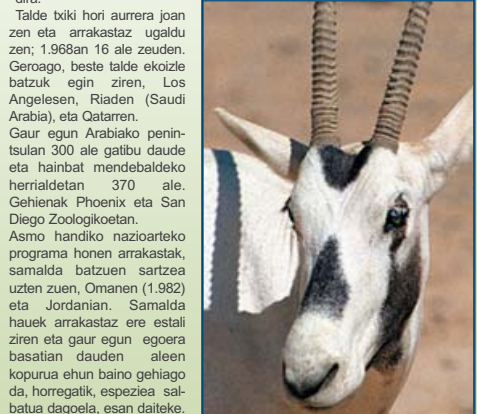 dira.
Talde txiki hori aurrera joan
zen eta arrakastaz ugaldu
zen; 1.968an 16 ale zeuden.
Geroago, beste talde ekoizle
batzuk egin ziren, Los
Angelesen, Riaden (Saudi
Arabia), eta Qatarren.
Gaur egun Arabiako penin-
tsulan 300 ale gatibu daude
eta hainbat mendebaldeko
herrialdetan 370 ale.
Gehienak Phoenix eta San
Diego Zoologikoetan.
Asmo handiko nazioarteko
programa honen arrakastak,
samalda batzuen sartzea
uzten zuen, Omanen (1.982)
eta Jordanian. Samalda
hauek arrakastaz ere estali
ziren eta gaur egun egoera
basatian dauden aleen
kopurua ehun baino gehiago
da, horregatik, espeziea sal-
batua dagoela, esan daiteke.